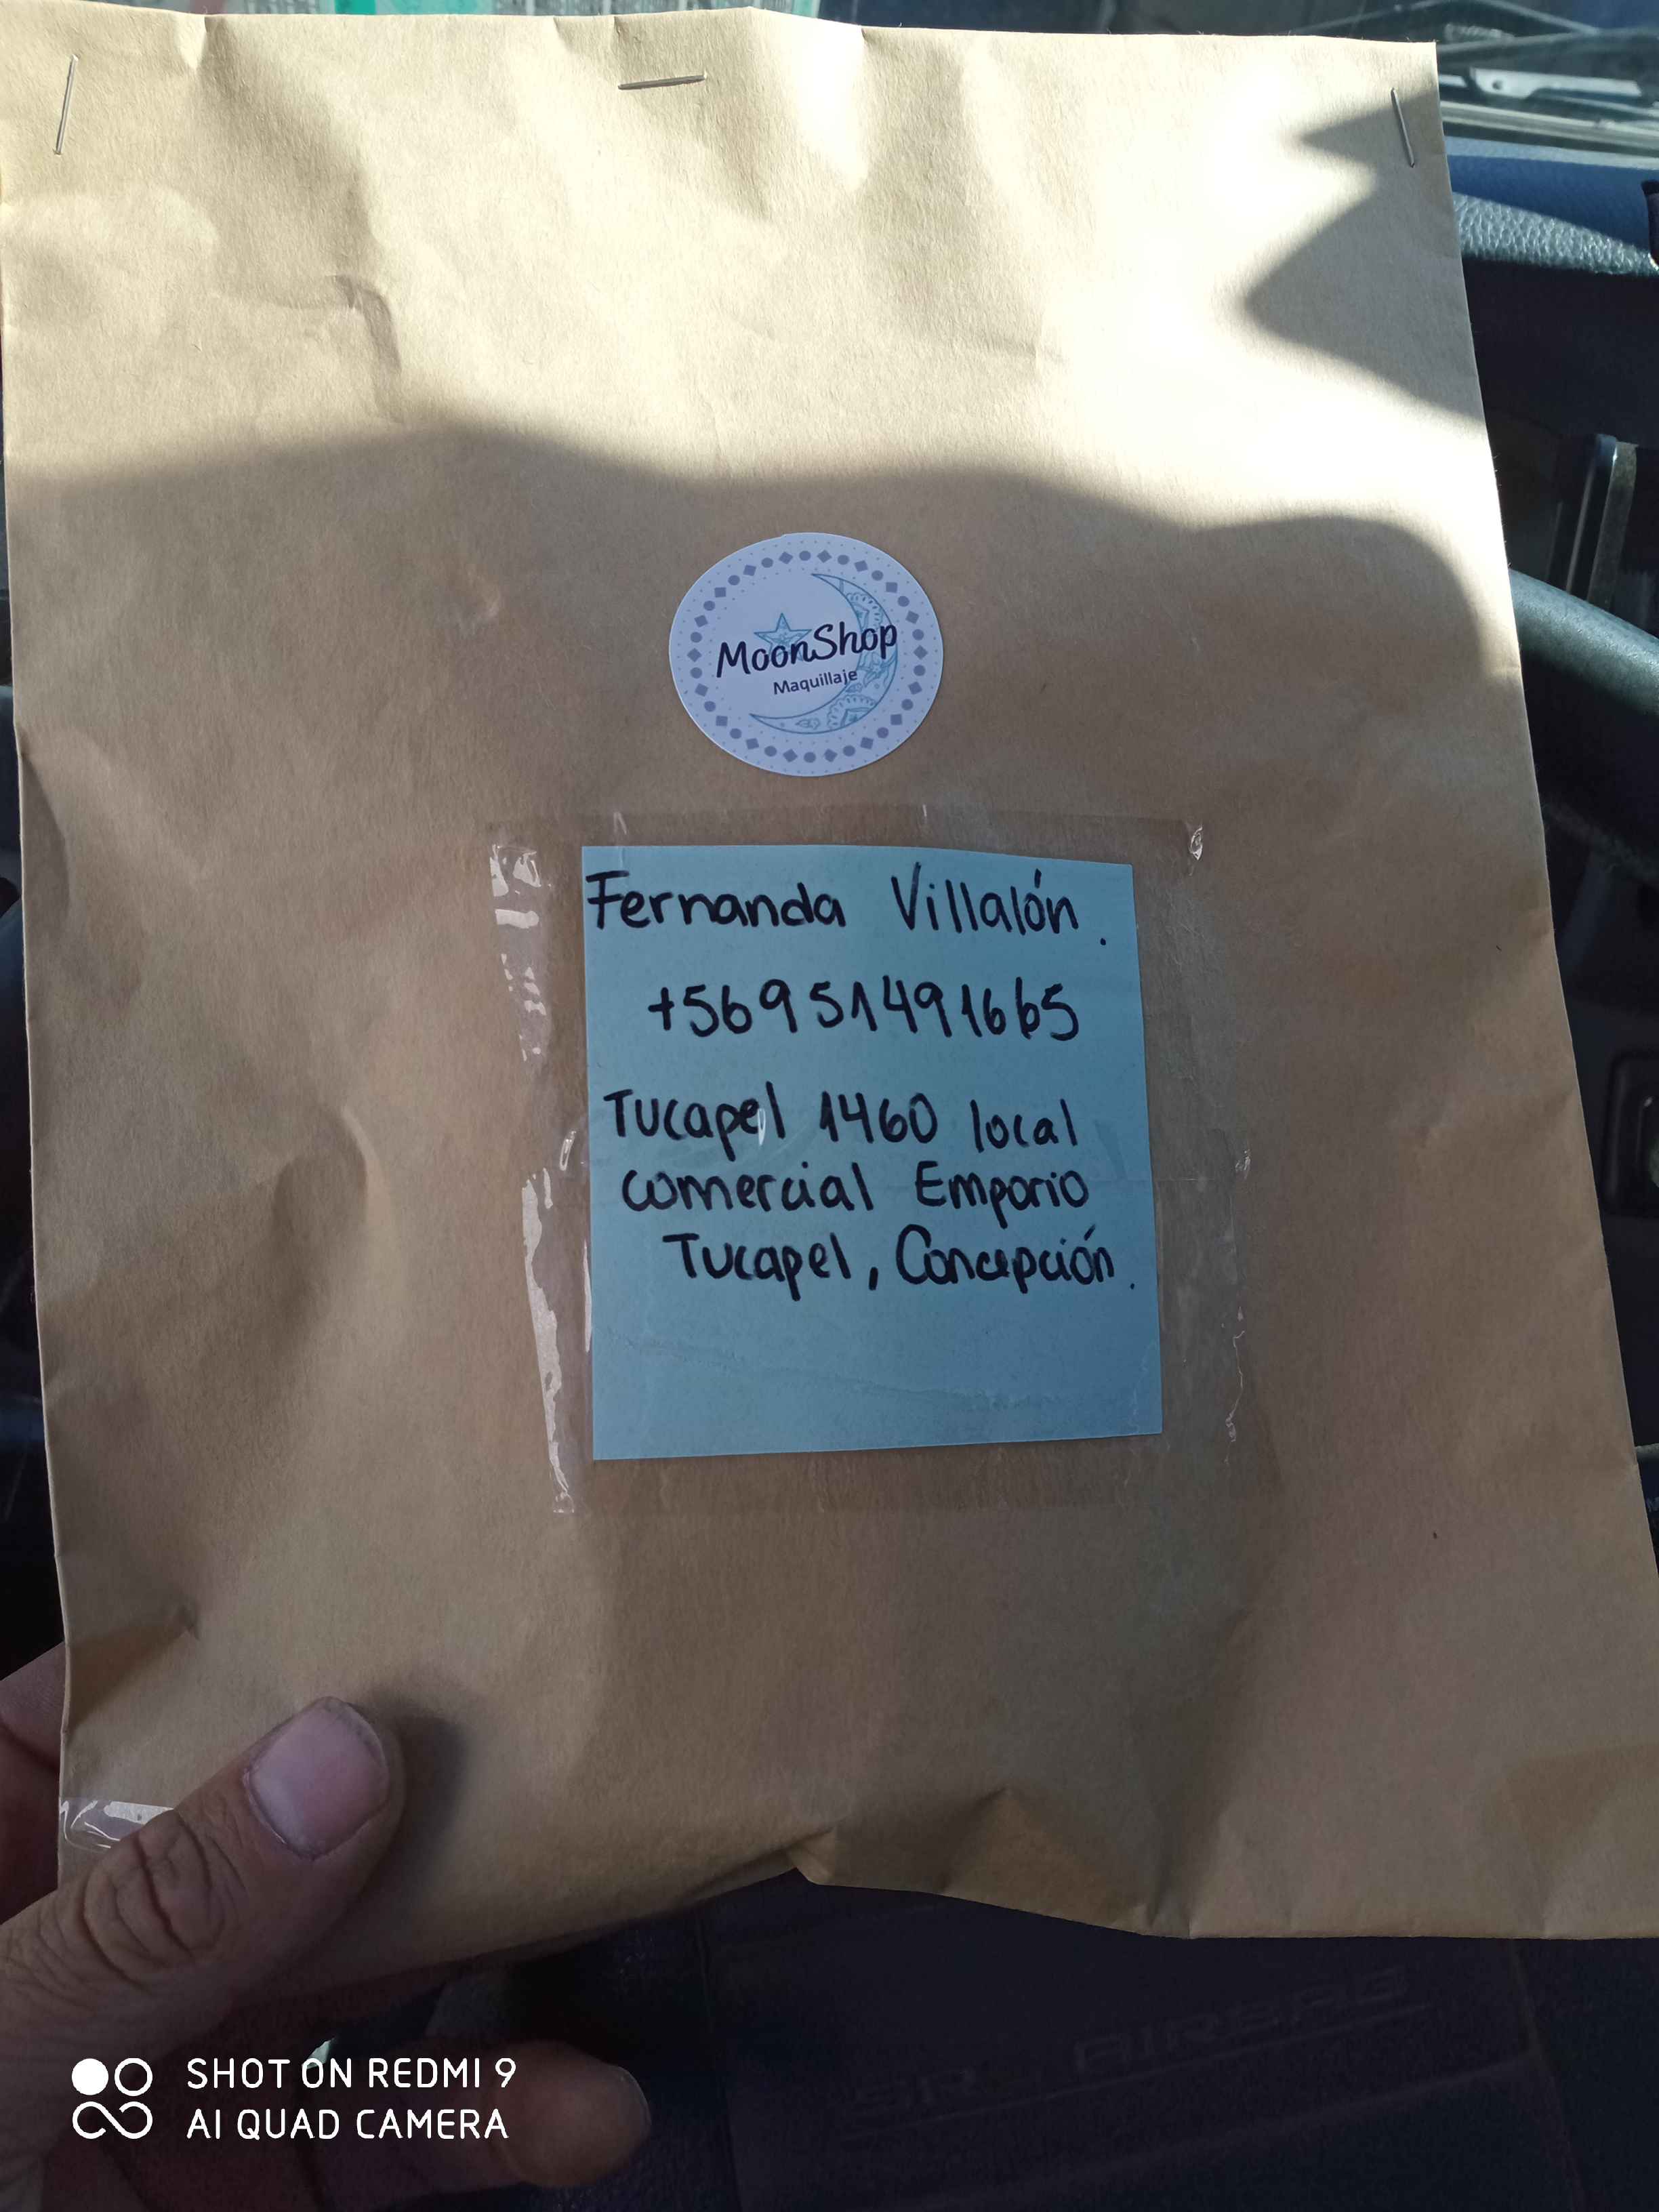 MoonShop
Maquillaje
Fernanda Villalón.
+56951491665
Tucapel 1460 local
comercial Emporio
Tucapel, Concepción.
AIRBAG
SHOT ON REDMI 9
AI QUAD CAMERA